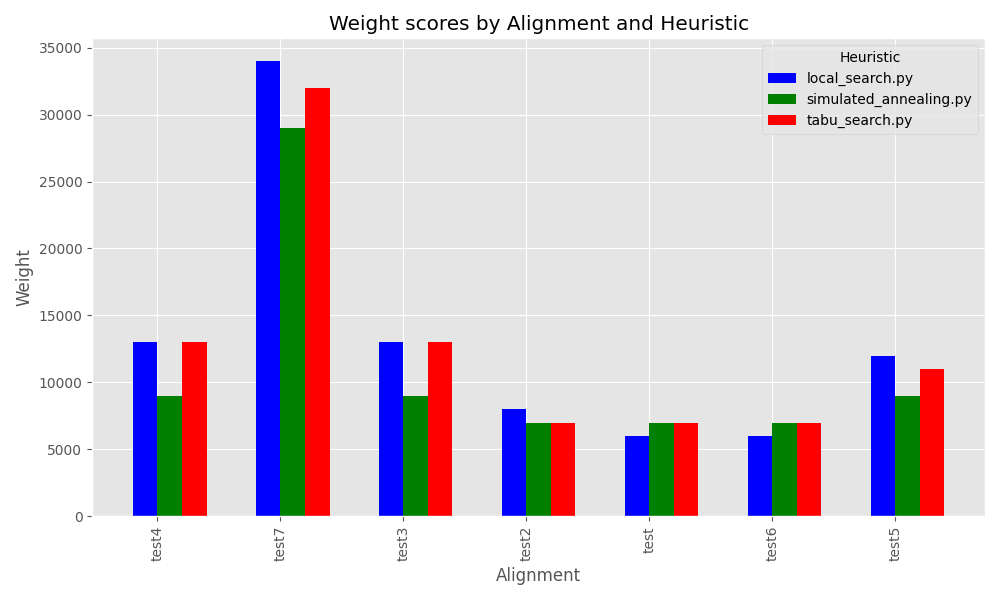 Weight scores by Alignment and Heuristic
Heuristic
local_search.py
simulated_annealing.py
tabu_search.py
35000
30000
25000
20000
15000
10000
5000
0
Weight
test4
test7
test3
test2
test
test6
test5
Alignment